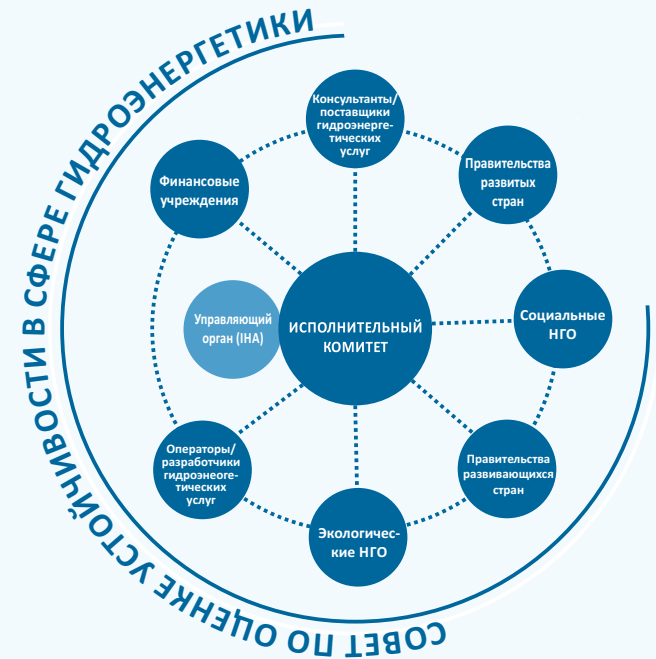 СОВЕТ ПО ОЦЕНКЕ УСТОЙЧИВОСТИ В СФЕРЕ ГИДРОЭНЕРГЕТИКИ
Консультанты/
поставщики
гидроэнерге-
тических
услуг
Правительства
развитых
стран
Социальные
НГО
Правительства
развивающихся
стран
Экологичес-
кие НГО
Операторы/
разработчики
гидроэнеоге-
тических
услуг
Управляющий
орган (IHA)
Финансовые
учреждения
ИСПОЛНИТЕЛЬНЫЙ
КОМИТЕТ